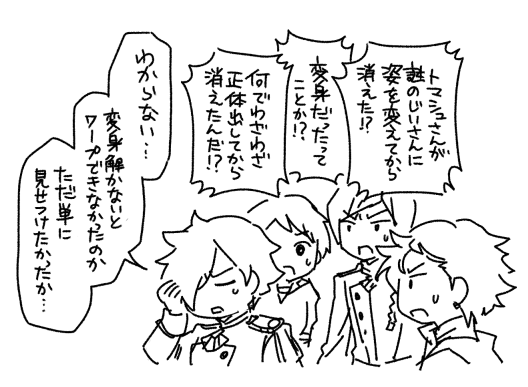 トマシュさんが
甚のじいさんに
姿を変えてから
消えた!?
変身だったって
ことか!?
何でわざわざ
正体出してから
消えたんだ!?
わからない…
変身解かないと
ワープできなかったのか
ただ単に
見せつけたかったか…